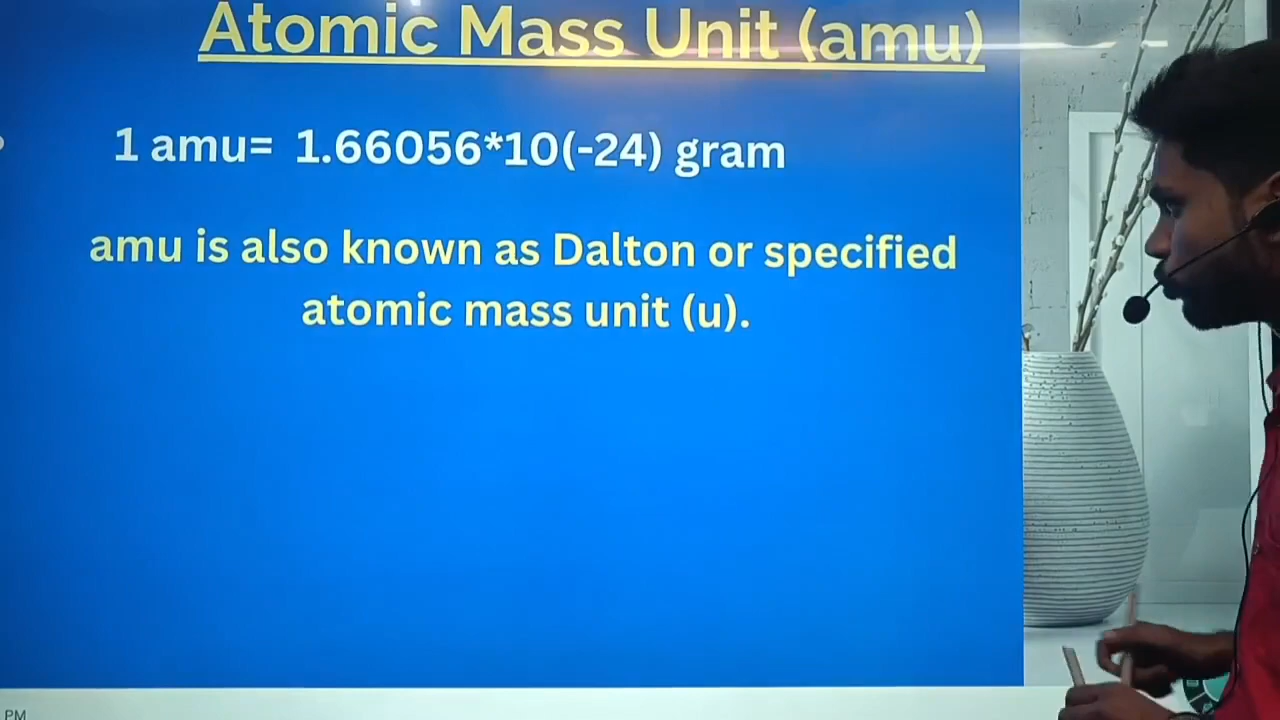 Atomic Mass Unit (amu)
1 amu= 1.66056*10(-24) gram
amu is also known as Dalton or specified
atomic mass unit (u).
PM